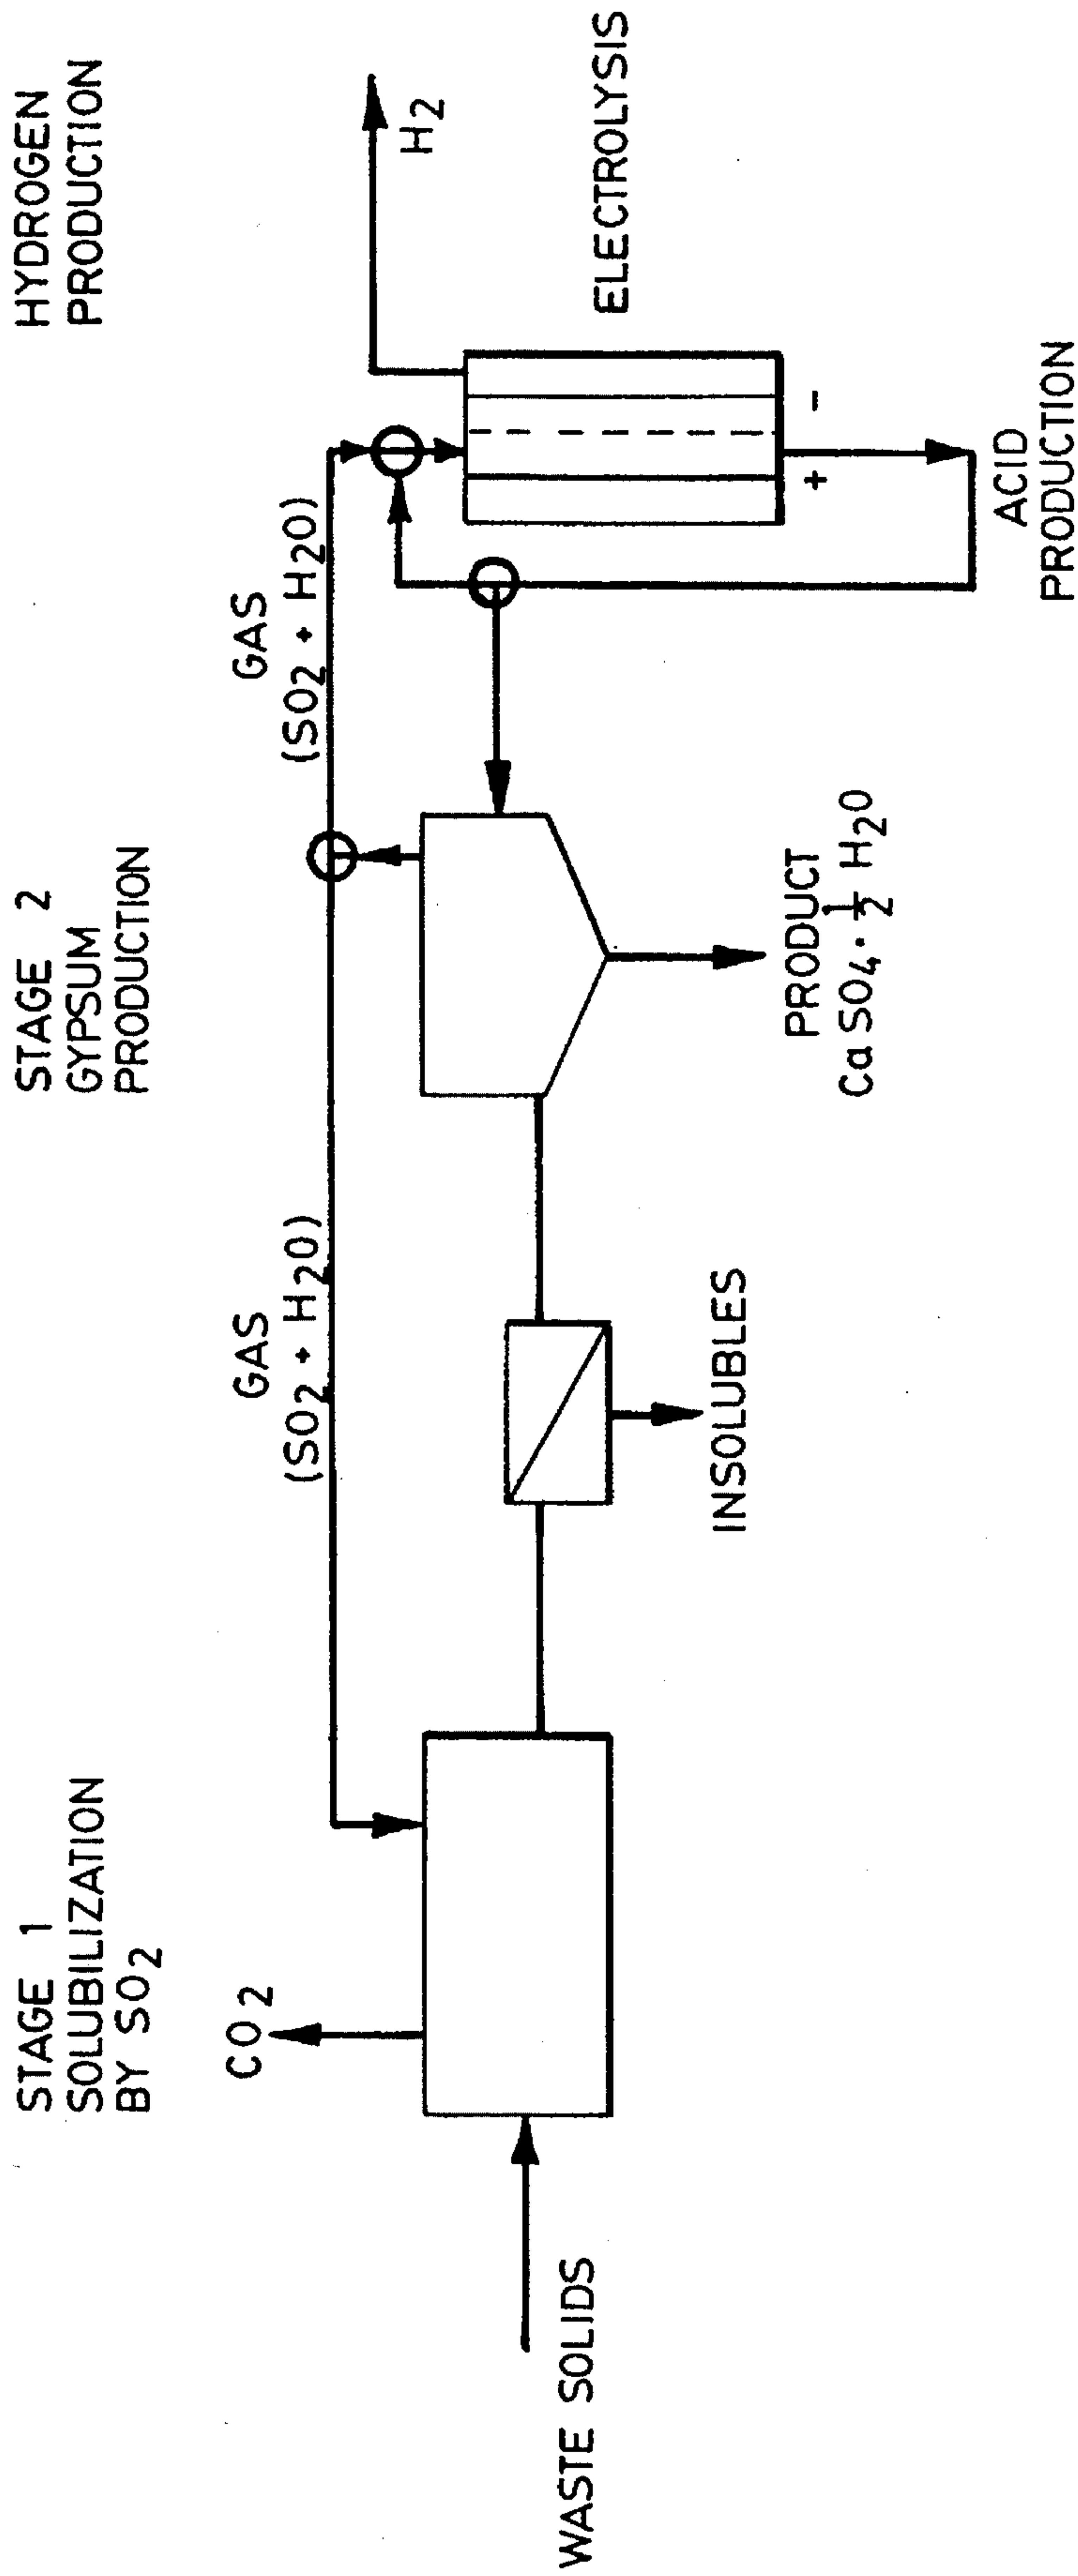 STAGE 1
SOLUBILIZATION
BY SO2
STAGE 2
GYPSUM
PRODUCTION
HYDROGEN
PRODUCTION
CO2
GAS
(SO2 + H2O)
GAS
(SO2 + H2O)
H2
WASTE SOLIDS
INSOLUBLES
PRODUCT
CaSO4 · 1/2 H2O
+
-
ELECTROLYSIS
ACID
PRODUCTION